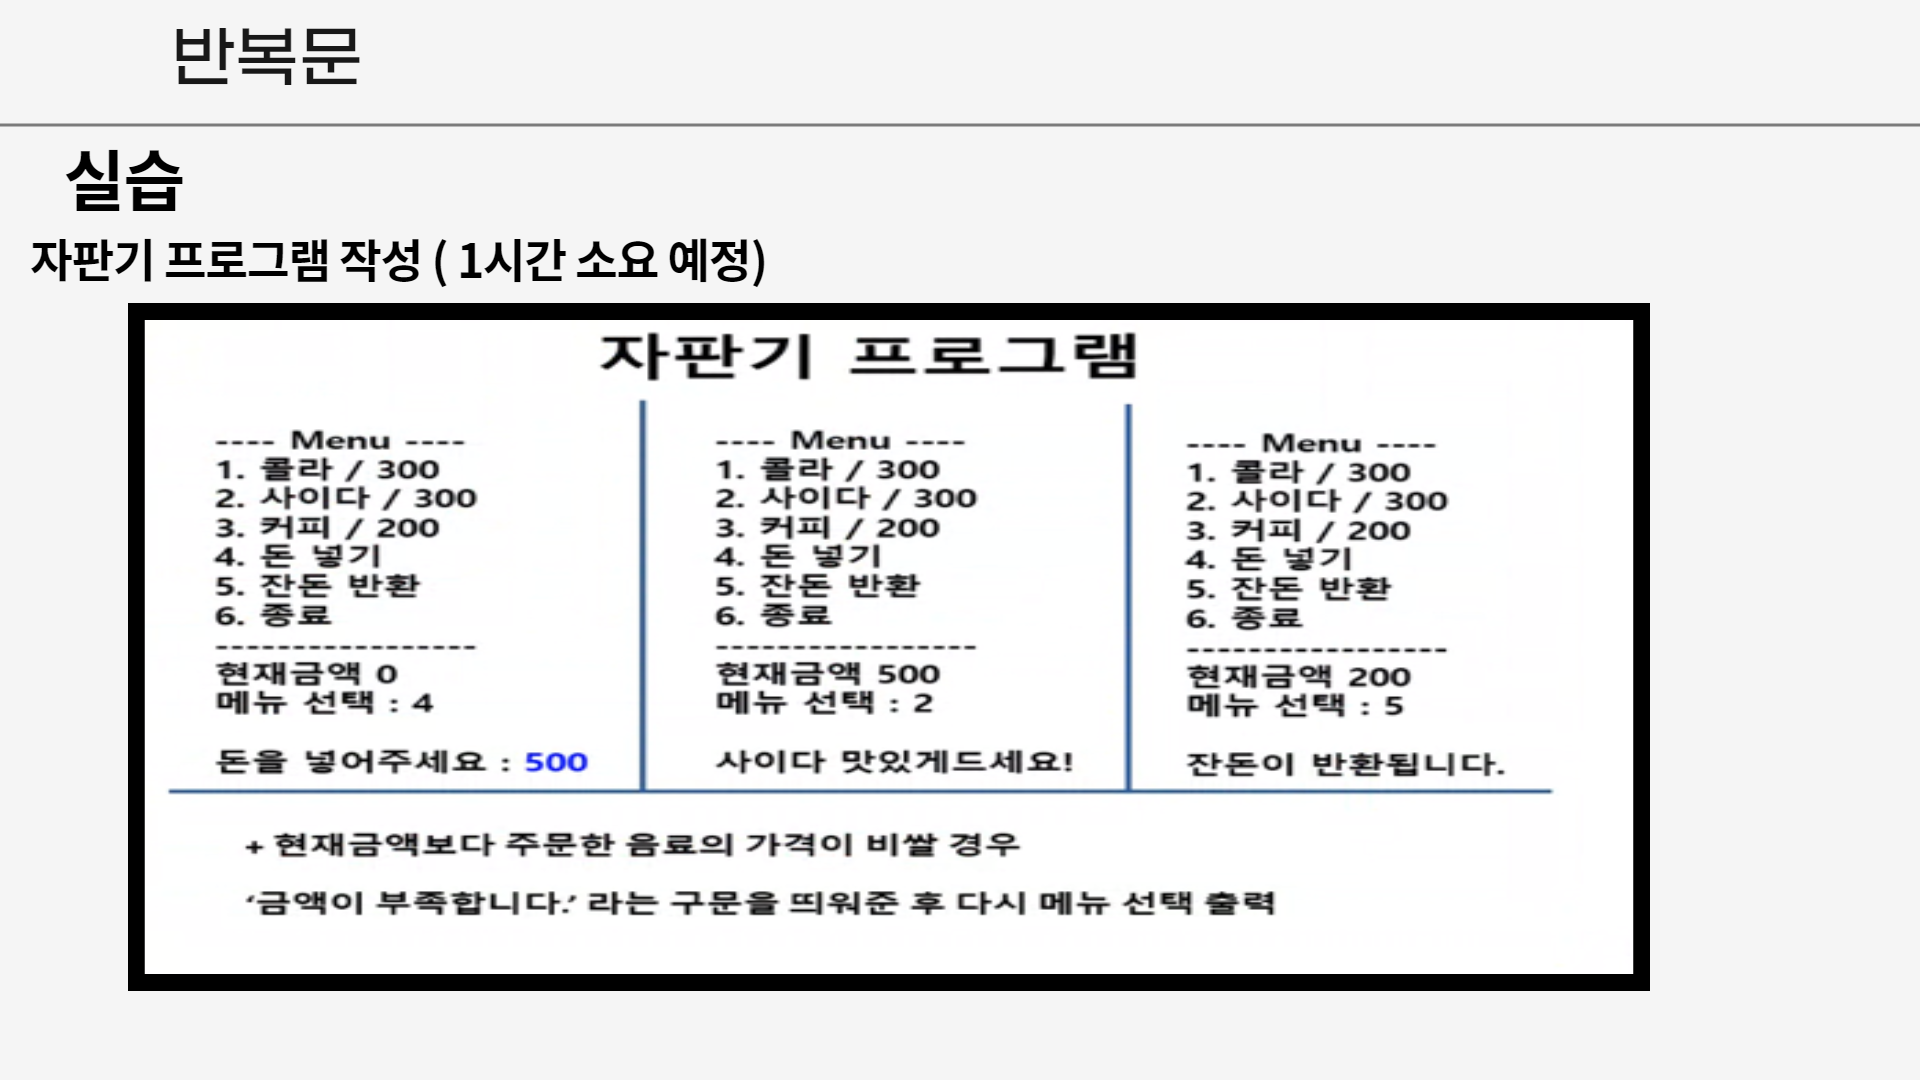 반복문
실습
자판기 프로그램 작성 ( 1시간 소요 예정)
자판기 프로그램
---- Menu ----
1. 콜라 / 300
2. 사이다 / 300
3. 커피 / 200
4. 돈 넣기
5. 잔돈 반환
6. 종료
-----------------
현재금액 0
메뉴 선택 : 4
돈을 넣어주세요 : 500
---- Menu ----
1. 콜라 / 300
2. 사이다 / 300
3. 커피 / 200
4. 돈 넣기
5. 잔돈 반환
6. 종료
-----------------
현재금액 500
메뉴 선택 : 2
사이다 맛있게드세요!
---- Menu ----
1. 콜라 / 300
2. 사이다 / 300
3. 커피 / 200
4. 돈 넣기
5. 잔돈 반환
6. 종료
-----------------
현재금액 200
메뉴 선택 : 5
잔돈이 반환됩니다.
+ 현재금액보다 주문한 음료의 가격이 비쌀 경우
‘금액이 부족합니다.’ 라는 구문을 띄워준 후 다시 메뉴 선택 출력